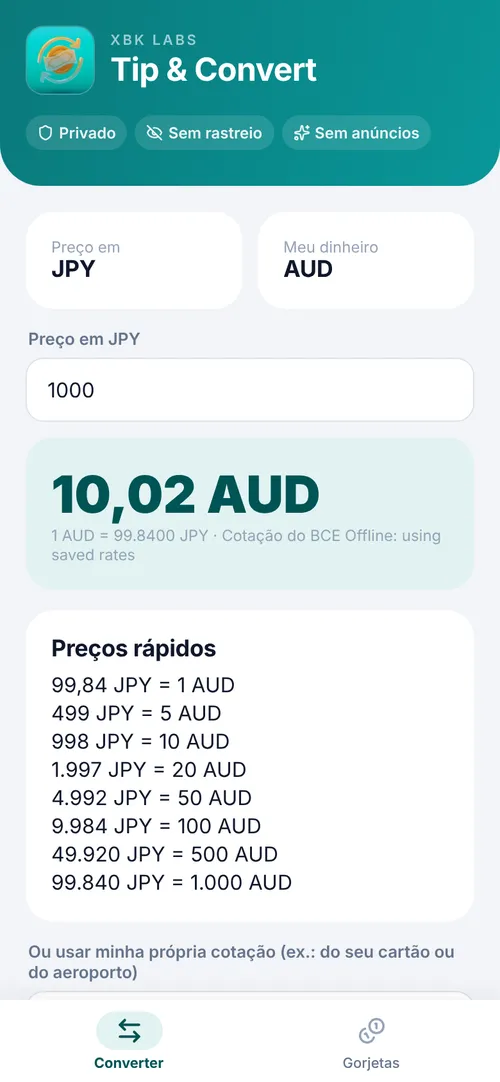 XBK LABS
Tip & Convert
Privado
Sem rastreio
Sem anúncios
Preço em
JPY
Meu dinheiro
AUD
Preço em JPY
1000
10,02 AUD
1 AUD = 99.8400 JPY · Cotação do BCE Offline: using
saved rates
Preços rápidos
99,84 JPY = 1 AUD
499 JPY = 5 AUD
998 JPY = 10 AUD
1.997 JPY = 20 AUD
4.992 JPY = 50 AUD
9.984 JPY = 100 AUD
49.920 JPY = 500 AUD
99.840 JPY = 1.000 AUD
Ou usar minha própria cotação (ex.: do seu cartão ou
do aeroporto)
Converter
Gorjetas